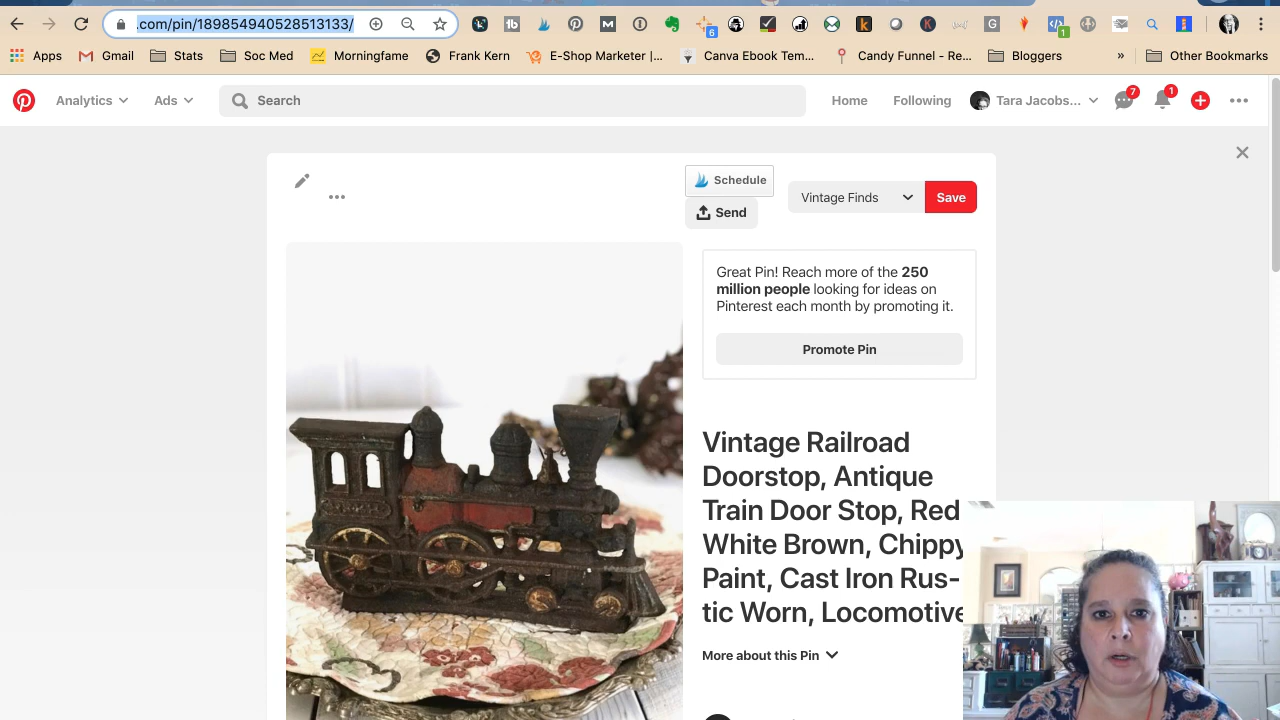 .com/pin/189854940528513133/
6
1
Apps
Gmail
Stats
Soc Med
Morningfame
Frank Kern
E-Shop Marketer |...
Canva Ebook Tem...
Candy Funnel - Re...
Bloggers
»
Other Bookmarks
Analytics
Ads
Search
Home
Following
Tara Jacobs...
7
1
Schedule
Send
Vintage Finds
Save
Great Pin! Reach more of the 250
million people looking for ideas on
Pinterest each month by promoting it.
Promote Pin
Vintage Railroad
Doorstop, Antique
Train Door Stop, Red
White Brown, Chippy
Paint, Cast Iron Rus-
tic Worn, Locomotive
More about this Pin